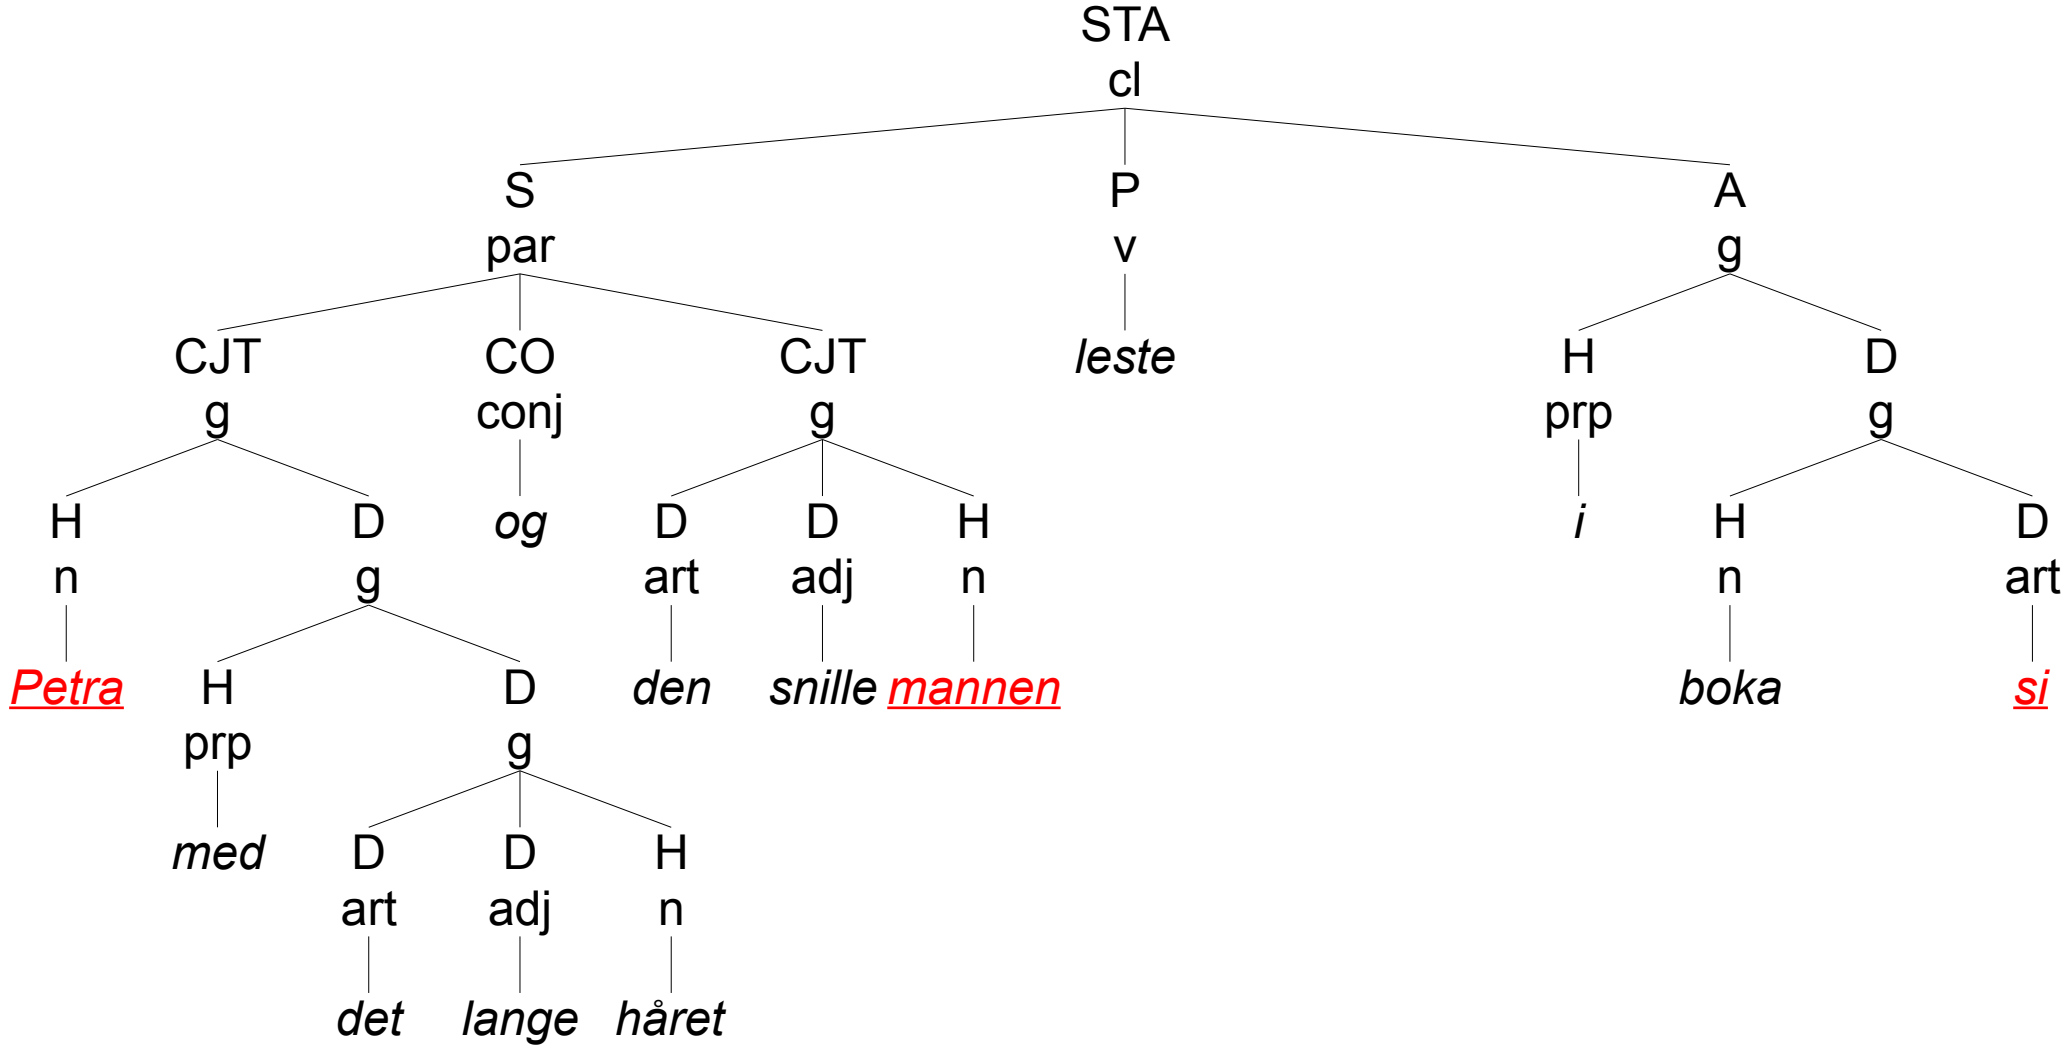 STA
cl
S P A
par v g
CJT CO CJT leste H D
g conj g prp g
H D og D D H i H D
n g art adj n n art
Petra H D den snille mannen boka si
prp g
med D D H
art adj n
det lange håret